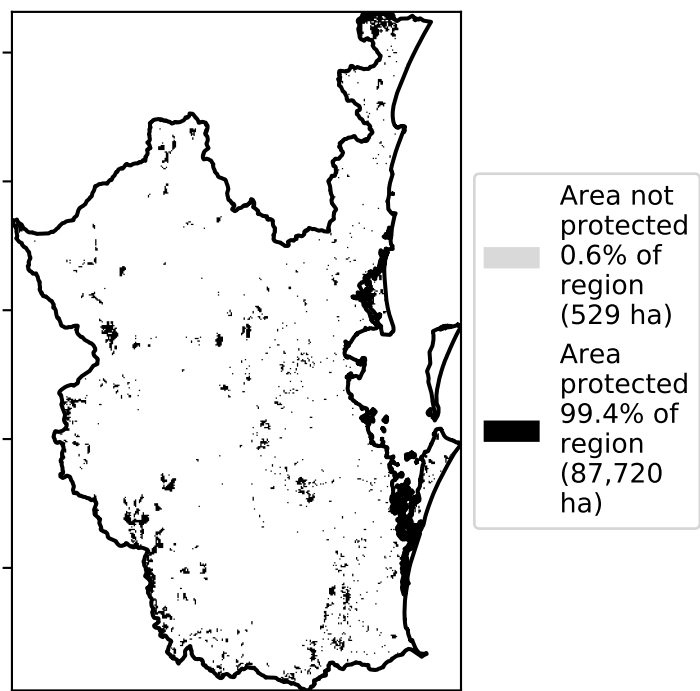 Area not
protected
0.6% of
region
(529 ha)
Area
protected
99.4% of
region
(87,720
ha)